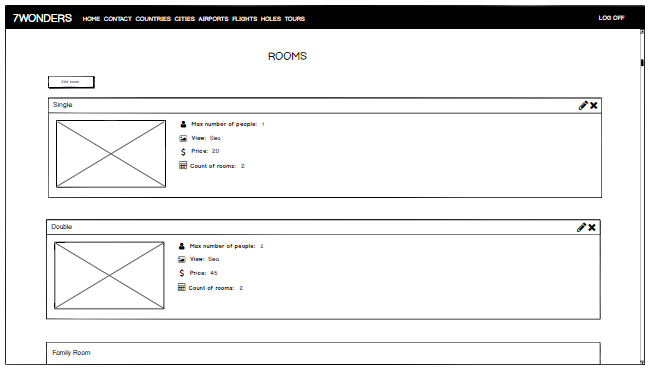 7WONDERS HOME CONTACT COUNTRIES CITIES AIRPORTS FLIGHTS HOLES TOURS LOG OFF
ROOMS
Add room
Single
Max number of people: 1
View: Sea
Price: 20
Count of rooms: 2
Double
Max number of people: 2
View: Sea
Price: 45
Count of rooms: 2
Family Room